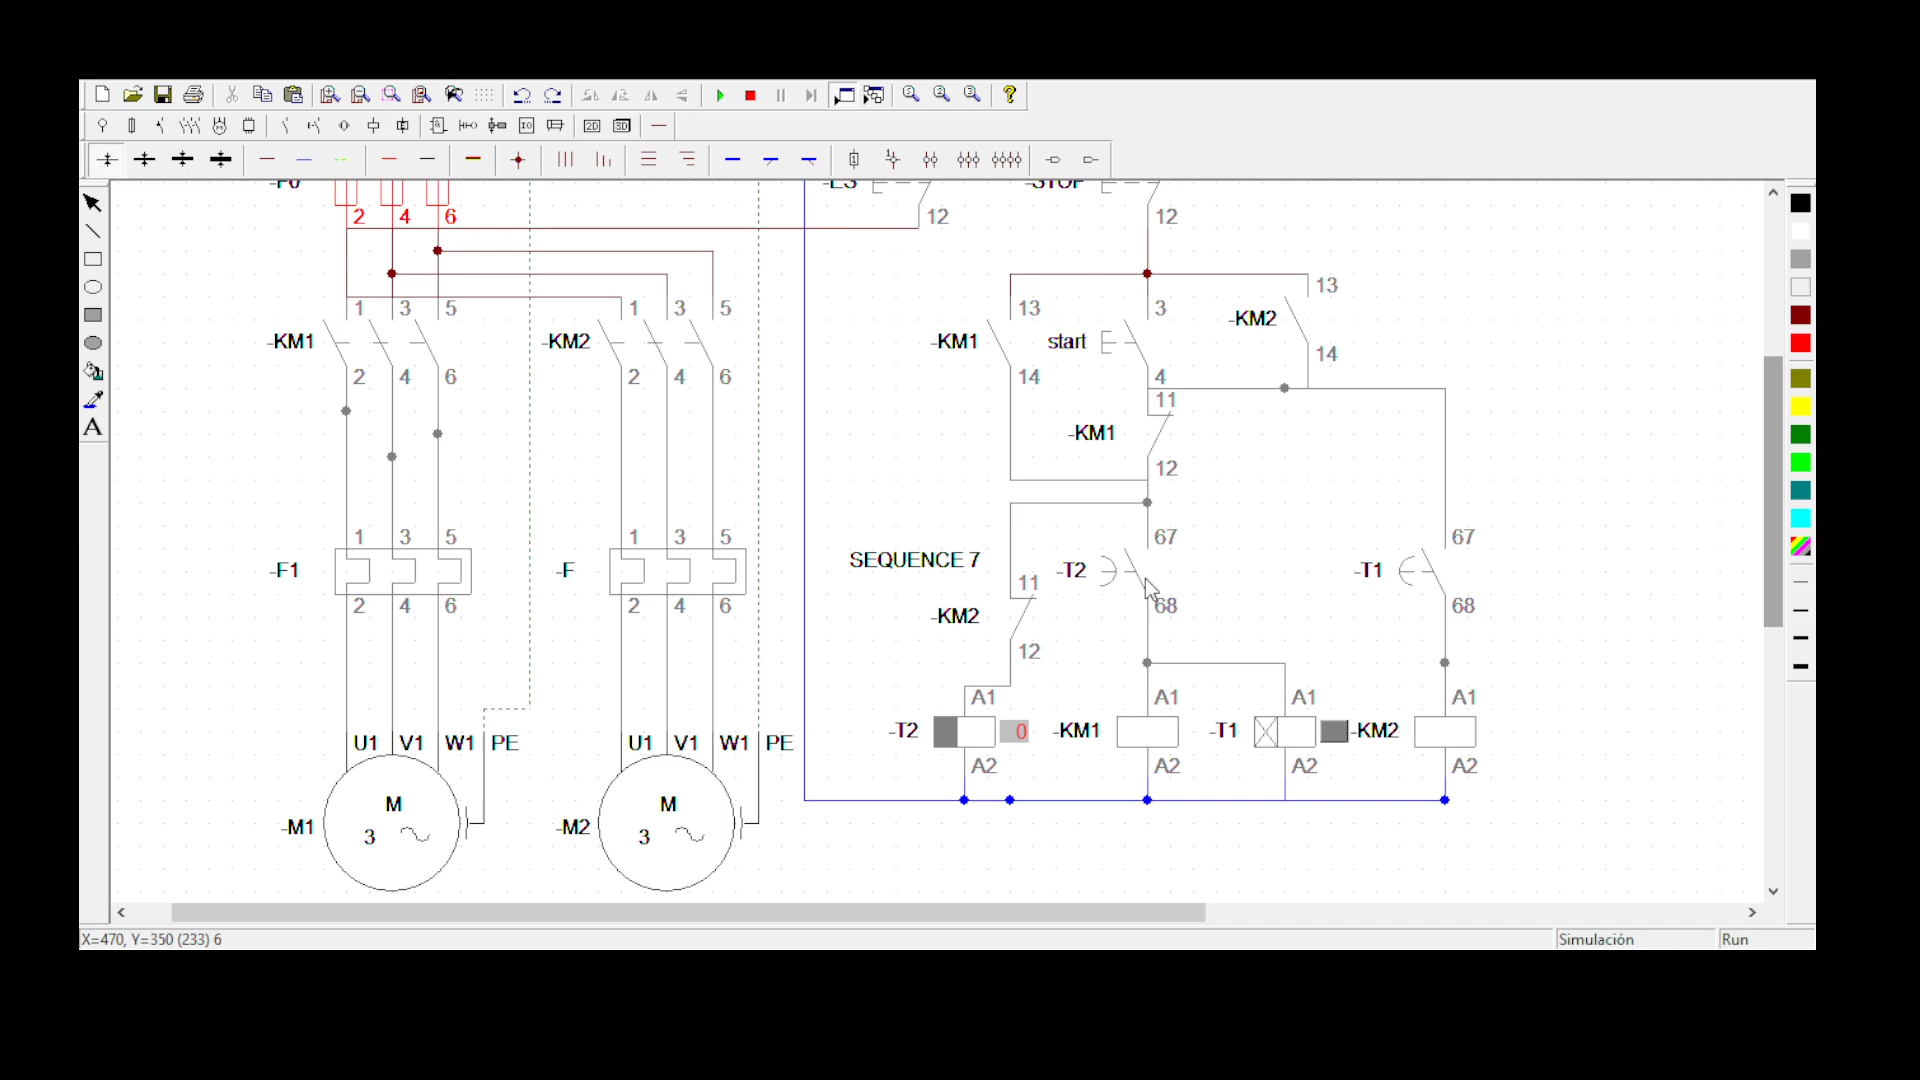 -F0
-ES
-STOP
2 4 6
12
12
13
1 3 5
1 3 5
13
3
-KM2
-KM1
-KM2
-KM1
start
14
2 4 6
2 4 6
14
4
11
-KM1
12
1 3 5
1 3 5
67
67
SEQUENCE 7
-F1
-F
-T2
-T1
11
2 4 6
2 4 6
68
68
-KM2
12
A1
A1
A1
A1
-T2
0
-KM1
-T1
-KM2
U1 V1 W1 PE
U1 V1 W1 PE
A2
A2
A2
A2
M
M
-M1
3
-M2
3
X=470, Y=350 (233) 6
Simulación
Run